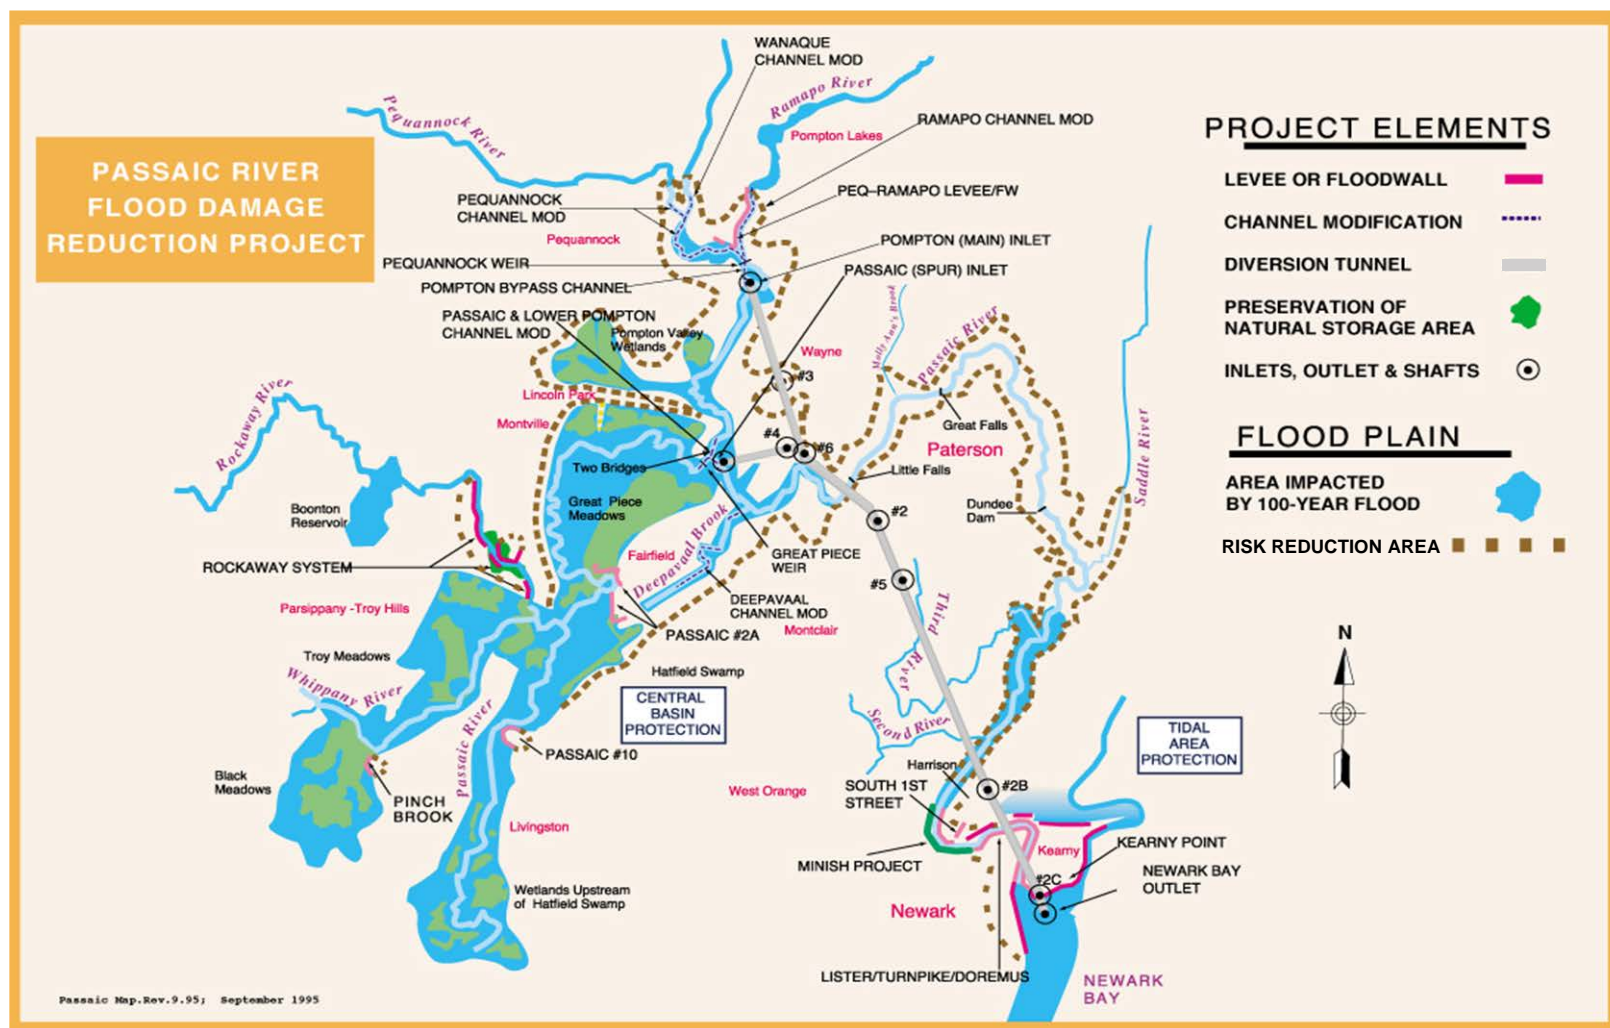 PASSAIC RIVER
FLOOD DAMAGE
REDUCTION PROJECT
WANAQUE
CHANNEL MOD
Ramapo River
Pequannock River
Pompton Lakes
RAMAPO CHANNEL MOD
PEQUANNOCK
CHANNEL MOD
PEQ–RAMAPO LEVEE/FW
Pequannock
POMPTON (MAIN) INLET
PEQUANNOCK WEIR
PASSAIC (SPUR) INLET
POMPTON BYPASS CHANNEL
PASSAIC & LOWER POMPTON
CHANNEL MOD
Pompton Valley
Wetlands
Molly Ann's Brook
Passaic River
Wayne
#3
Rockaway River
Lincoln Park
Montville
Great Falls
#4
#6
Paterson
Saddle River
Two Bridges
Little Falls
Boonton
Reservoir
Great Piece
Meadows
Dundee
Dam
#2
Deepavaal Brook
Fairfield
GREAT PIECE
WEIR
ROCKAWAY SYSTEM
#5
Third River
DEEPAVAAL
CHANNEL MOD
Parsippany -Troy Hills
PASSAIC #2A
Montclair
Troy Meadows
Hatfield Swamp
Whippany River
CENTRAL
BASIN
PROTECTION
Passaic River
Second River
TIDAL
AREA
PROTECTION
PASSAIC #10
Harrison
Black
Meadows
SOUTH 1ST
STREET
#2B
West Orange
PINCH
BROOK
Livingston
KEARNY POINT
Kearny
MINISH PROJECT
#2C
NEWARK BAY
OUTLET
Wetlands Upstream
of Hatfield Swamp
Newark
LISTER/TURNPIKE/DOREMUS
NEWARK
BAY
Passaic Map.Rev.9.95; September 1995
PROJECT ELEMENTS
LEVEE OR FLOODWALL
CHANNEL MODIFICATION
DIVERSION TUNNEL
PRESERVATION OF
NATURAL STORAGE AREA
INLETS, OUTLET & SHAFTS
FLOOD PLAIN
AREA IMPACTED
BY 100-YEAR FLOOD
RISK REDUCTION AREA
N